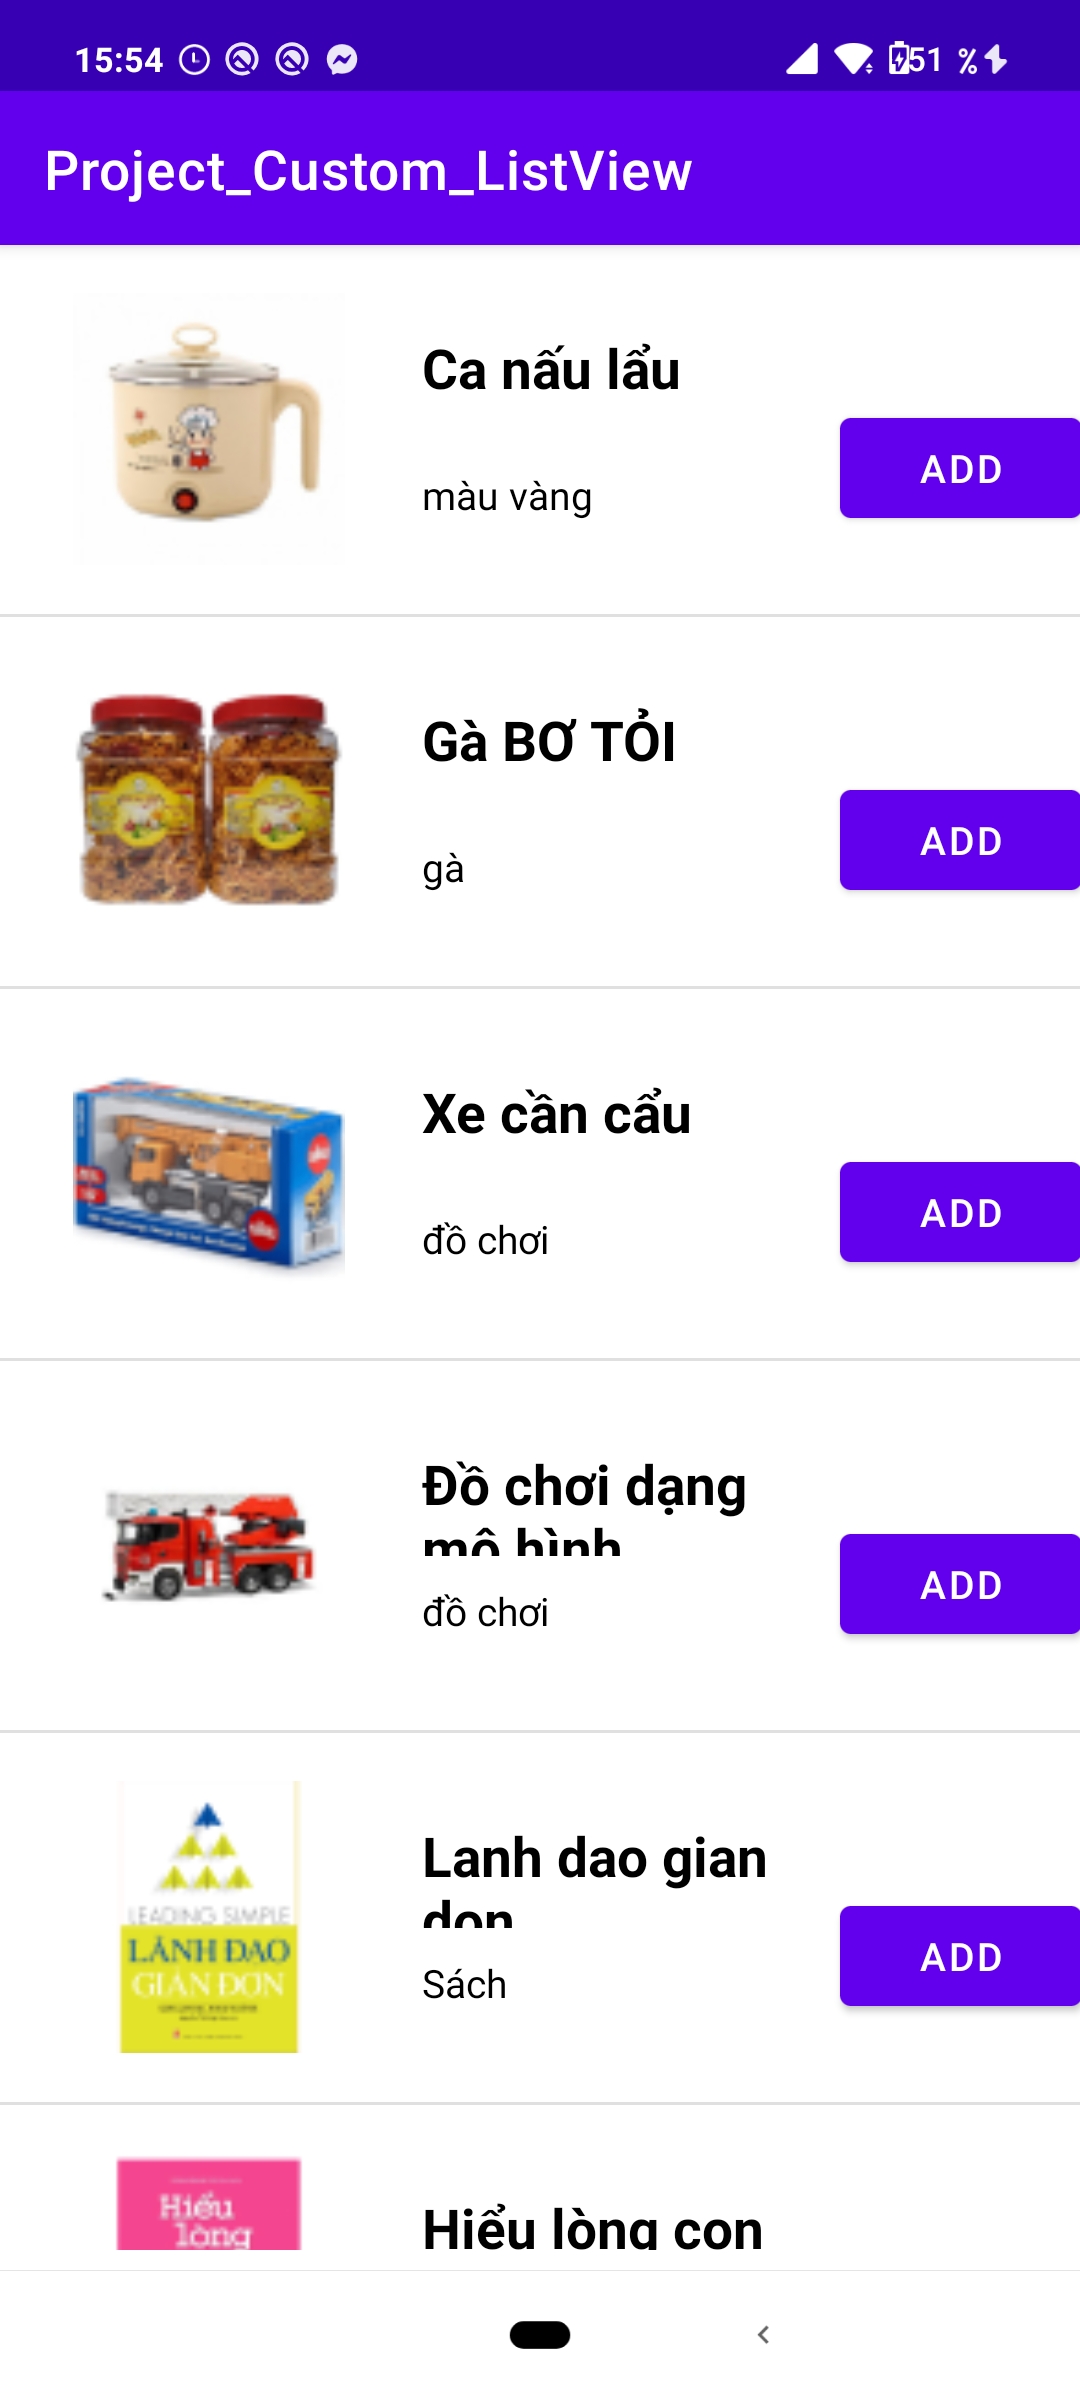 15:54
51 %
Project_Custom_ListView
Ca nấu lẩu
màu vàng
ADD
Gà BƠ TỎI
gà
ADD
Xe cần cẩu
đồ chơi
ADD
Đồ chơi dạng
mô hình
đồ chơi
ADD
LEADING SIMPLE
LÃNH ĐẠO
GIẢN ĐƠN
Lanh dao gian
don
Sách
ADD
Hiểu
lòng
Hiểu lòng con